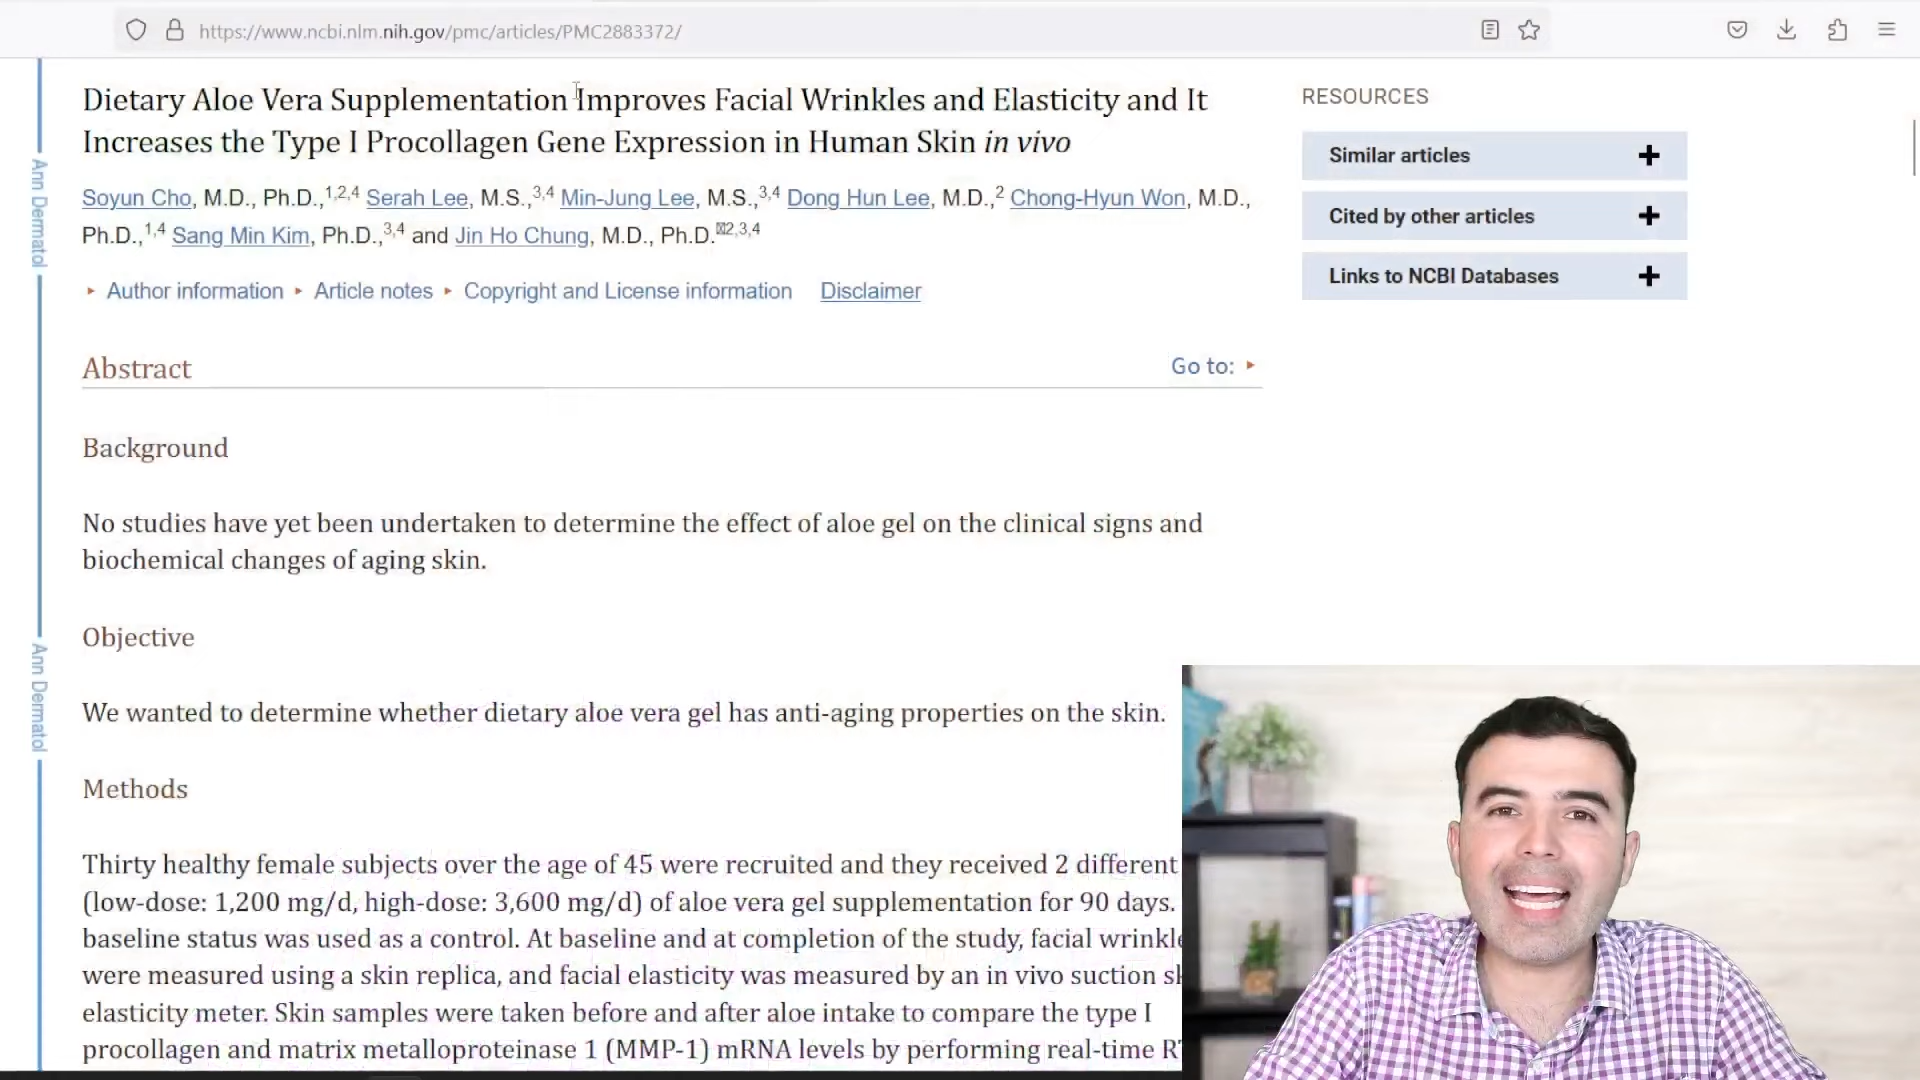 https://www.ncbi.nlm.nih.gov/pmc/articles/PMC2883372/
Dietary Aloe Vera Supplementation Improves Facial Wrinkles and Elasticity and It
Increases the Type I Procollagen Gene Expression in Human Skin in vivo
Soyun Cho, M.D., Ph.D.,1,2,4 Serah Lee, M.S.,3,4 Min-Jung Lee, M.S.,3,4 Dong Hun Lee, M.D.,2 Chong-Hyun Won, M.D.,
Ph.D.,1,4 Sang Min Kim, Ph.D.,3,4 and Jin Ho Chung, M.D., Ph.D.2,3,4
Author information Article notes Copyright and License information Disclaimer
Abstract
Go to:
Background
No studies have yet been undertaken to determine the effect of aloe gel on the clinical signs and
biochemical changes of aging skin.
Objective
We wanted to determine whether dietary aloe vera gel has anti-aging properties on the skin.
Methods
Thirty healthy female subjects over the age of 45 were recruited and they received 2 different
(low-dose: 1,200 mg/d, high-dose: 3,600 mg/d) of aloe vera gel supplementation for 90 days.
baseline status was used as a control. At baseline and at completion of the study, facial wrinkle
were measured using a skin replica, and facial elasticity was measured by an in vivo suction sk
elasticity meter. Skin samples were taken before and after aloe intake to compare the type I
procollagen and matrix metalloproteinase 1 (MMP-1) mRNA levels by performing real-time R
RESOURCES
Similar articles
Cited by other articles
Links to NCBI Databases
Ann Dermatol
Ann Dermatol